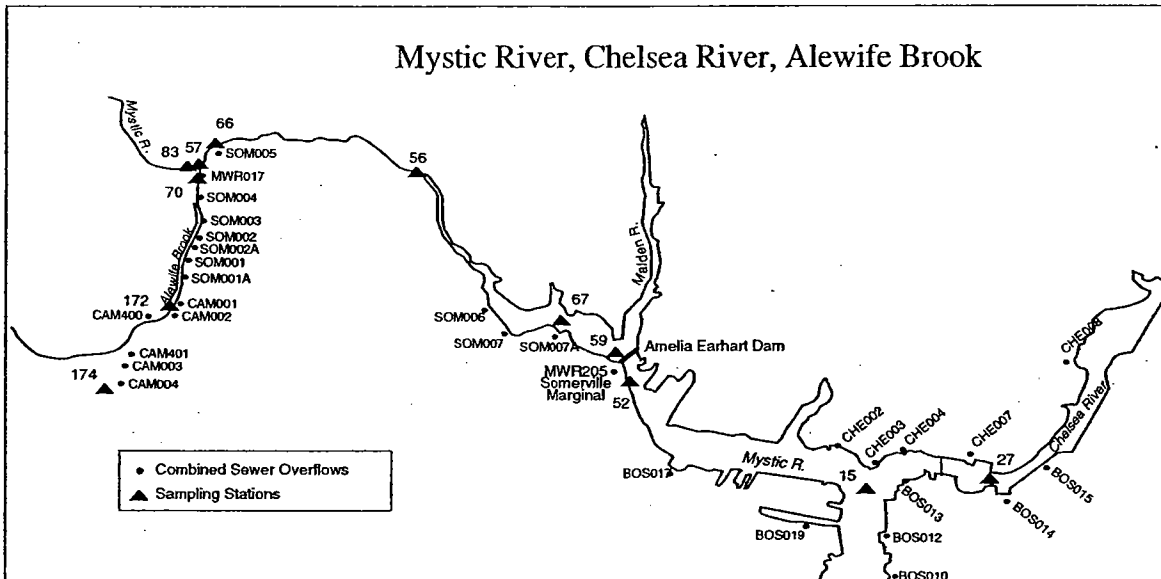 Mystic River, Chelsea River, Alewife Brook
Mystic R.
66
83
57
SOM005
56
MWR017
70
SOM004
SOM003
SOM002
SOM002A
SOM001
SOM001A
Alewife Brook
172
CAM001
CAM400
CAM002
CAM401
CAM003
174
CAM004
Malden R.
67
SOM006
SOM007
SOM007A
59
Amelia Earhart Dam
MWR205
Somerville
Marginal
52
CHE008
Chelsea River
CHE002
CHE003
CHE004
CHE007
27
Mystic R.
15
BOS017
BOS013
BOS014
BOS015
BOS019
BOS012
BOS010
Combined Sewer Overflows
Sampling Stations